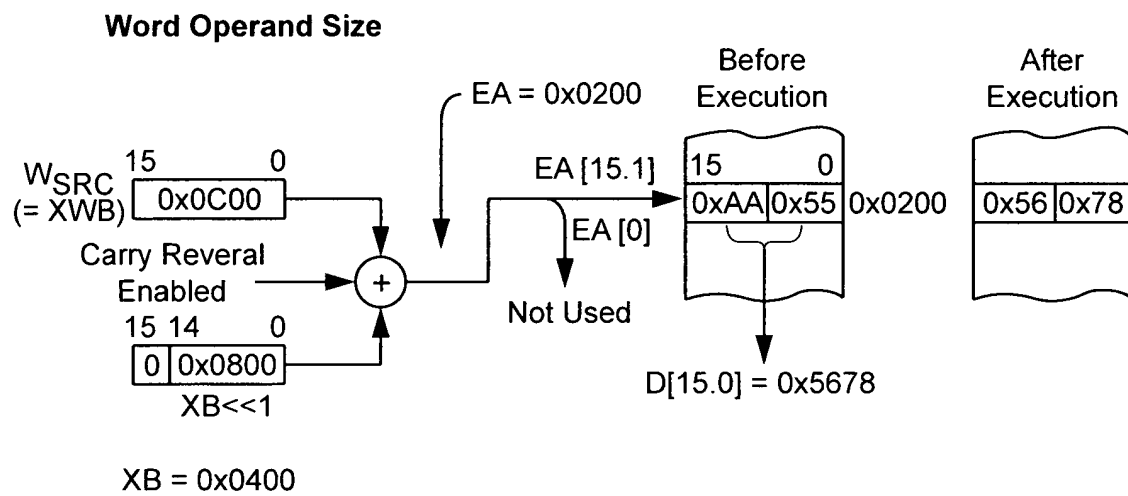 Word Operand Size
Before
Execution
After
Execution
EA = 0x0200
15 0
WSRC
(= XWB)
0x0C00
EA [15.1]
15 0
0xAA 0x55 0x0200
0x56 0x78
EA [0]
Carry Reveral
Enabled
+
Not Used
15 14 0
0 0x0800
XB<<1
D[15.0] = 0x5678
XB = 0x0400